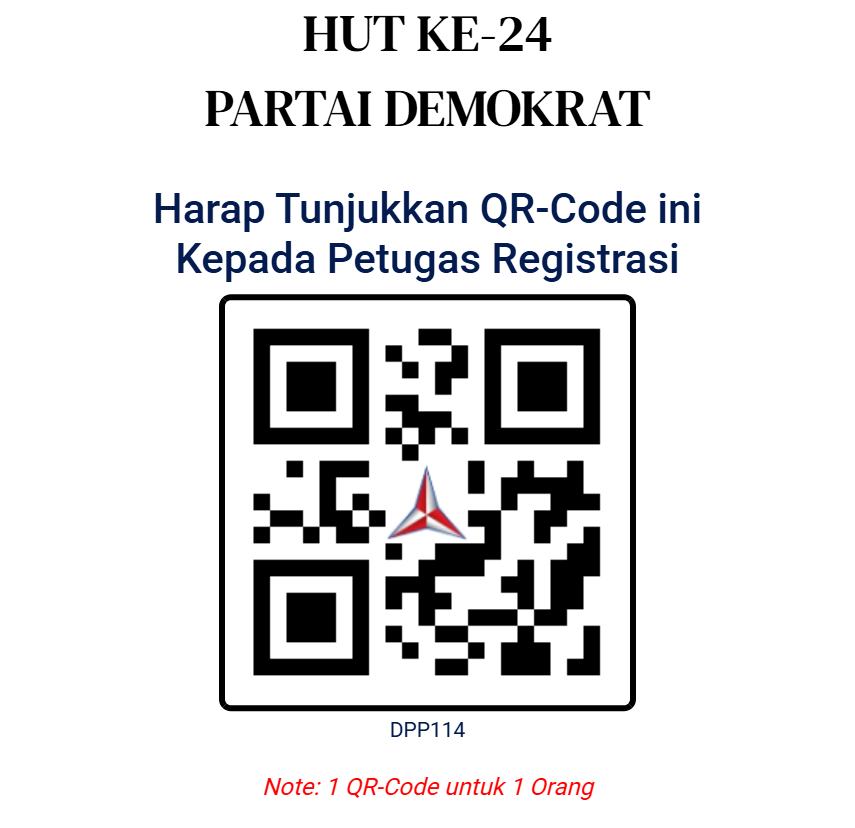 HUT KE-24
PARTAI DEMOKRAT
Harap Tunjukkan QR-Code ini
Kepada Petugas Registrasi
DPP114
Note: 1 QR-Code untuk 1 Orang